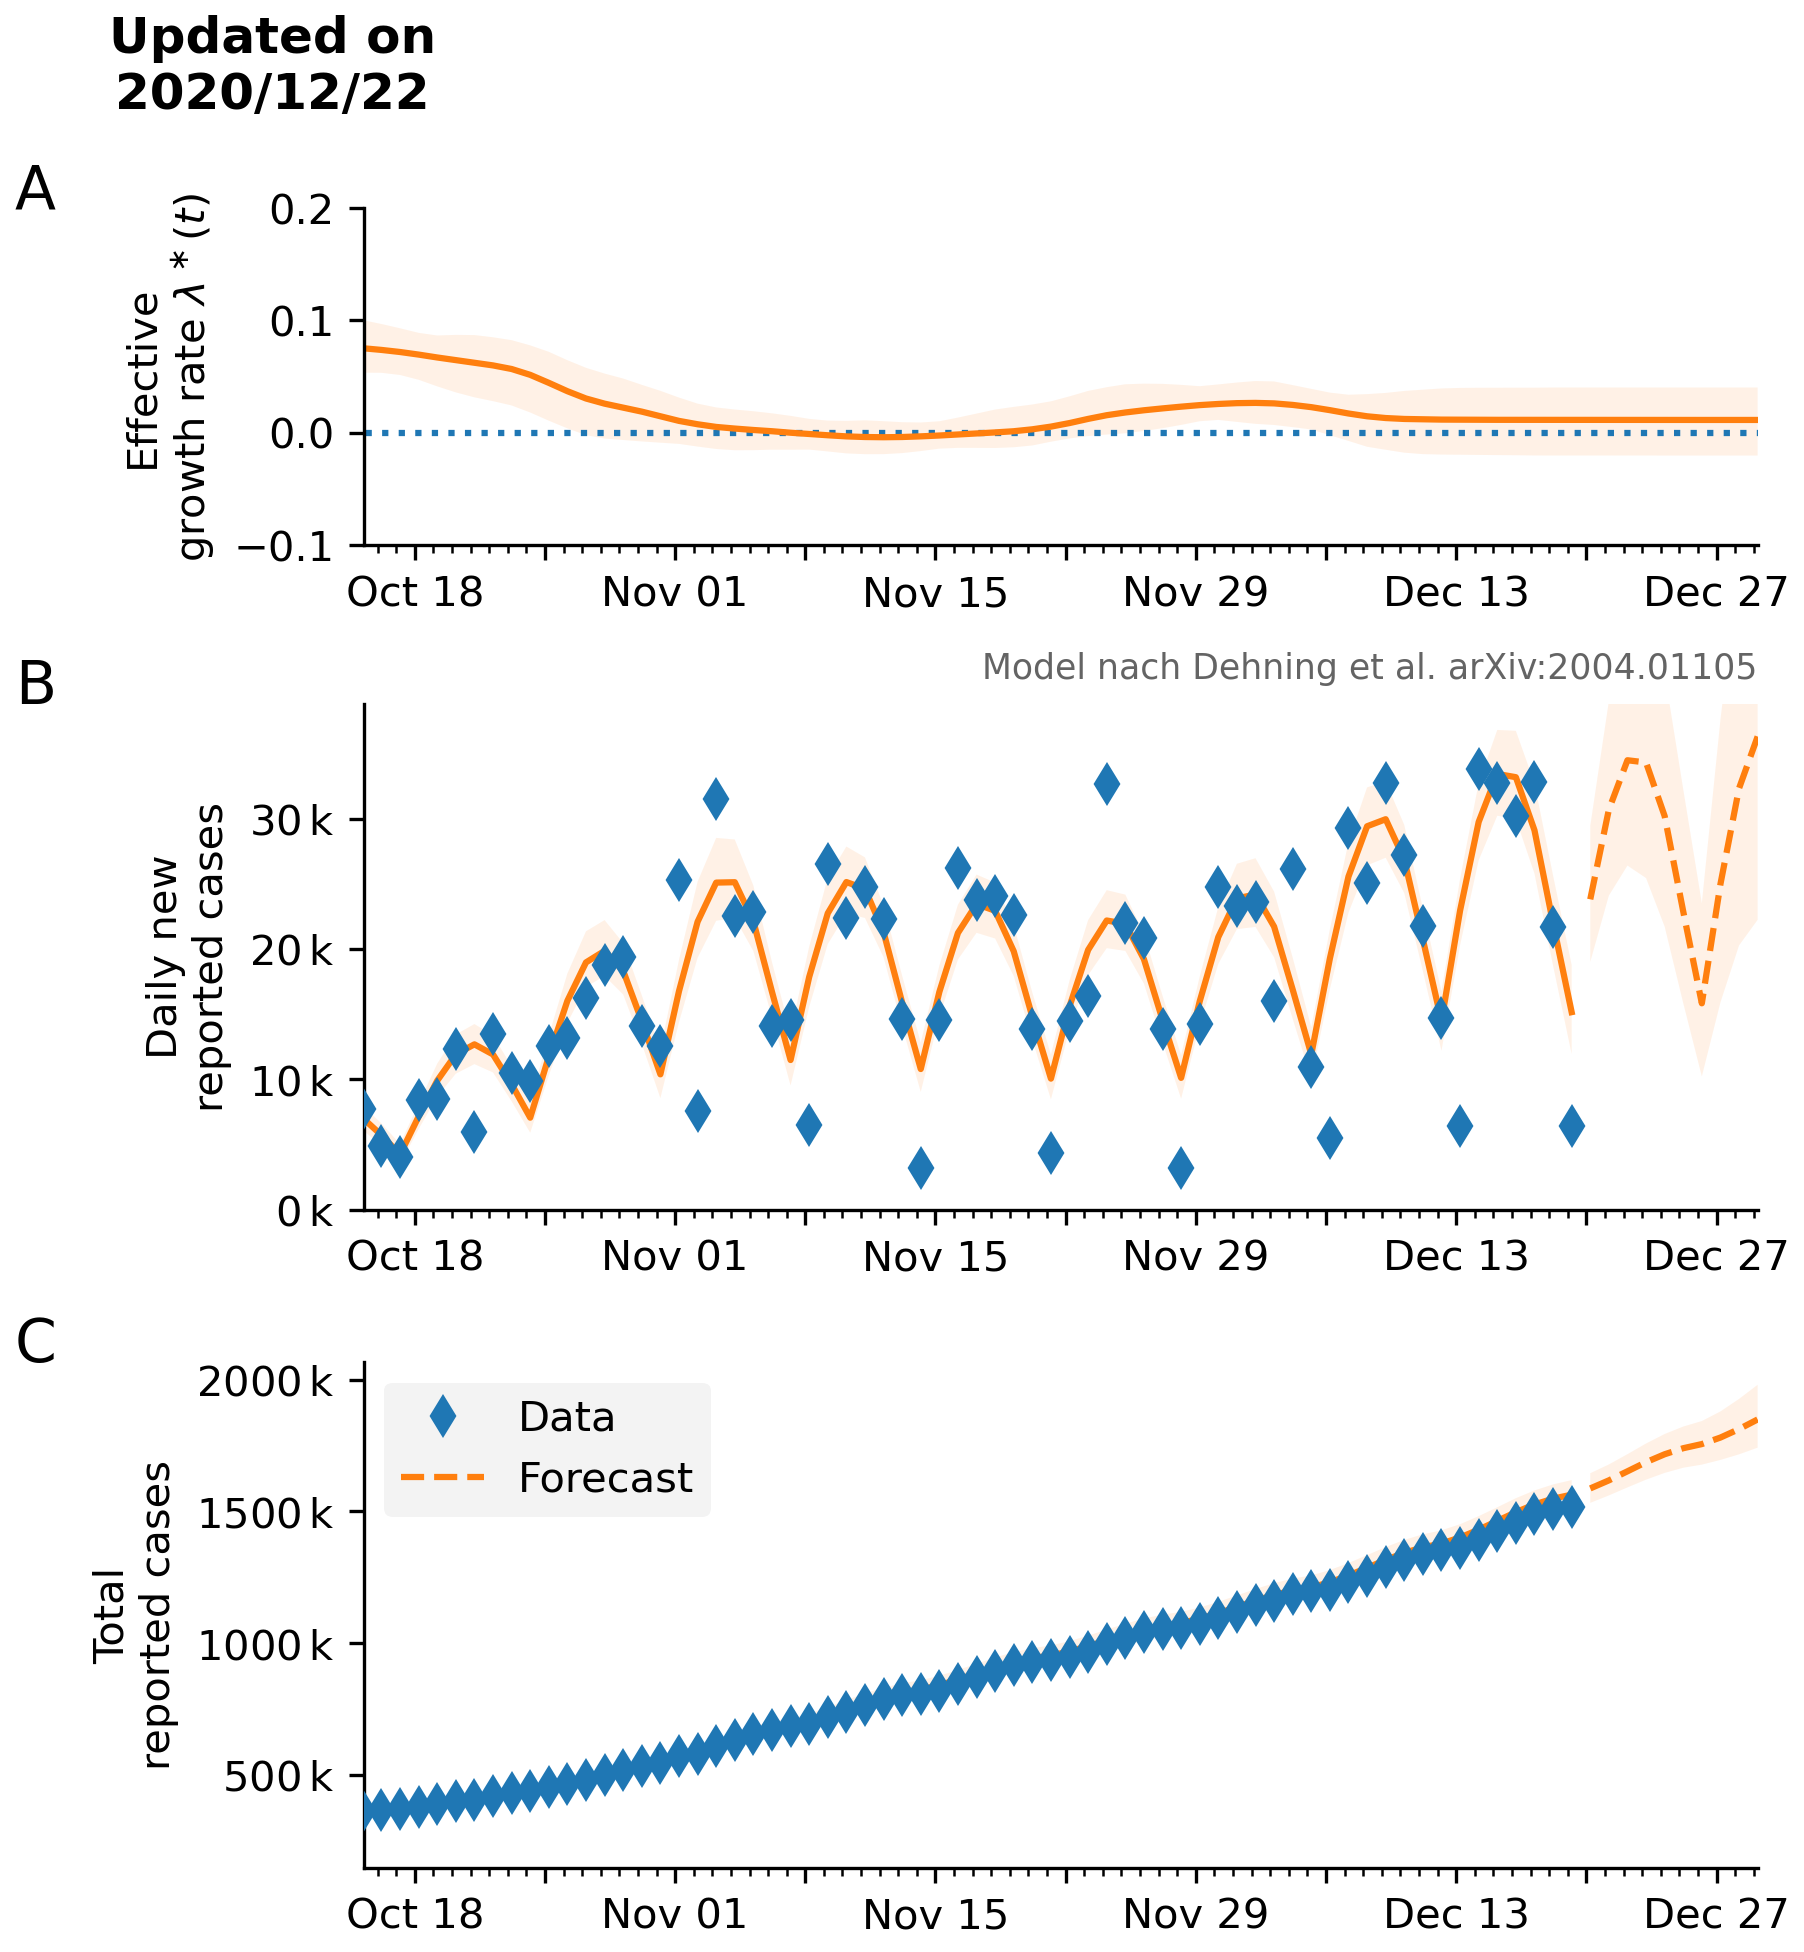 Updated on
2020/12/22
A
Effective
growth rate λ * (t)
0.2
0.1
0.0
−0.1
Oct 18
Nov 01
Nov 15
Nov 29
Dec 13
Dec 27
B
Model nach Dehning et al. arXiv:2004.01105
Daily new
reported cases
30 k
20 k
10 k
0 k
Oct 18
Nov 01
Nov 15
Nov 29
Dec 13
Dec 27
C
Total
reported cases
2000 k
1500 k
1000 k
500 k
Data
Forecast
Oct 18
Nov 01
Nov 15
Nov 29
Dec 13
Dec 27